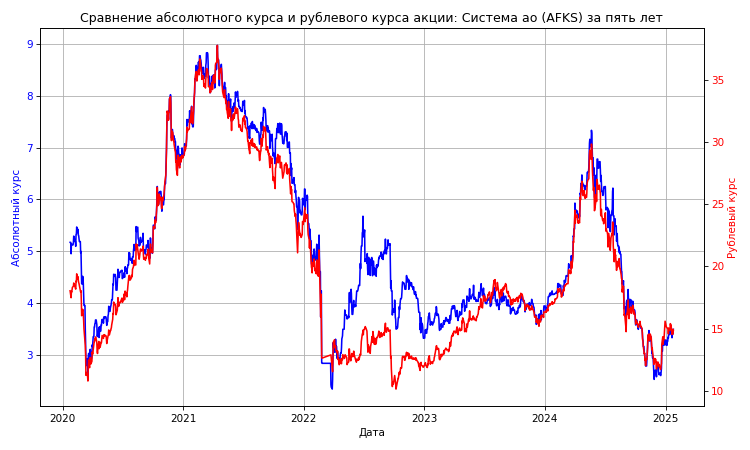 Сравнение абсолютного курса и рублевого курса акции: Система ао (AFKS) за пять лет
9
8
7
6
5
4
3
Абсолютный курс
35
30
25
20
15
10
Рублевый курс
2020 2021 2022 2023 2024 2025
Дата